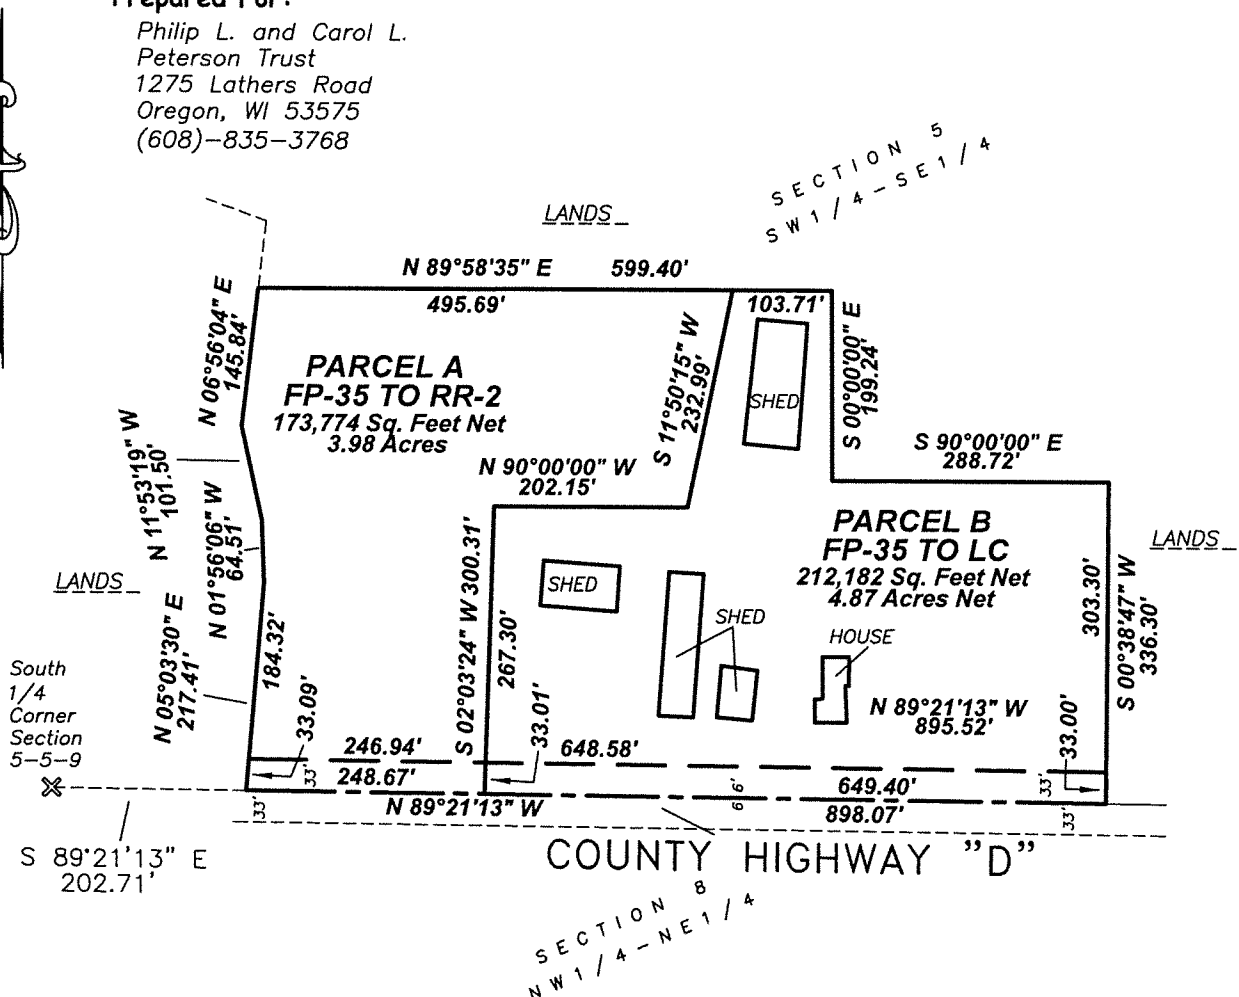 Prepared For:
Philip L. and Carol L.
Peterson Trust
1275 Lathers Road
Oregon, WI 53575
(608)-835-3768
SECTION 5
SW1/4-SE1/4
LANDS
N 89°58'35" E 599.40'
495.69'
103.71'
N 06°56'04" E
145.84'
PARCEL A
FP-35 TO RR-2
173,774 Sq. Feet Net
3.98 Acres
S 11°50'15" W
232.99'
SHED
S 00°00'00" E
199.24'
N 11°53'19" W
101.50'
N 90°00'00" W
202.15'
S 90°00'00" E
288.72'
N 01°56'06" W
64.51'
S 02°03'24" W 300.31'
267.30'
PARCEL B
FP-35 TO LC
212,182 Sq. Feet Net
4.87 Acres Net
LANDS
LANDS
SHED
SHED
HOUSE
303.30'
S 00°38'47" W
336.30'
N 05°03'30" E
217.41'
184.32'
South
1/4
Corner
Section
5-5-9
N 89°21'13" W
895.52'
33.09'
33.01'
33.00'
246.94'
648.58'
33'
248.67'
649.40'
33'
33'
N 89°21'13" W
6'
6'
898.07'
33'
S 89°21'13" E
202.71'
COUNTY HIGHWAY "D"
SECTION 8
NW1/4-NE1/4